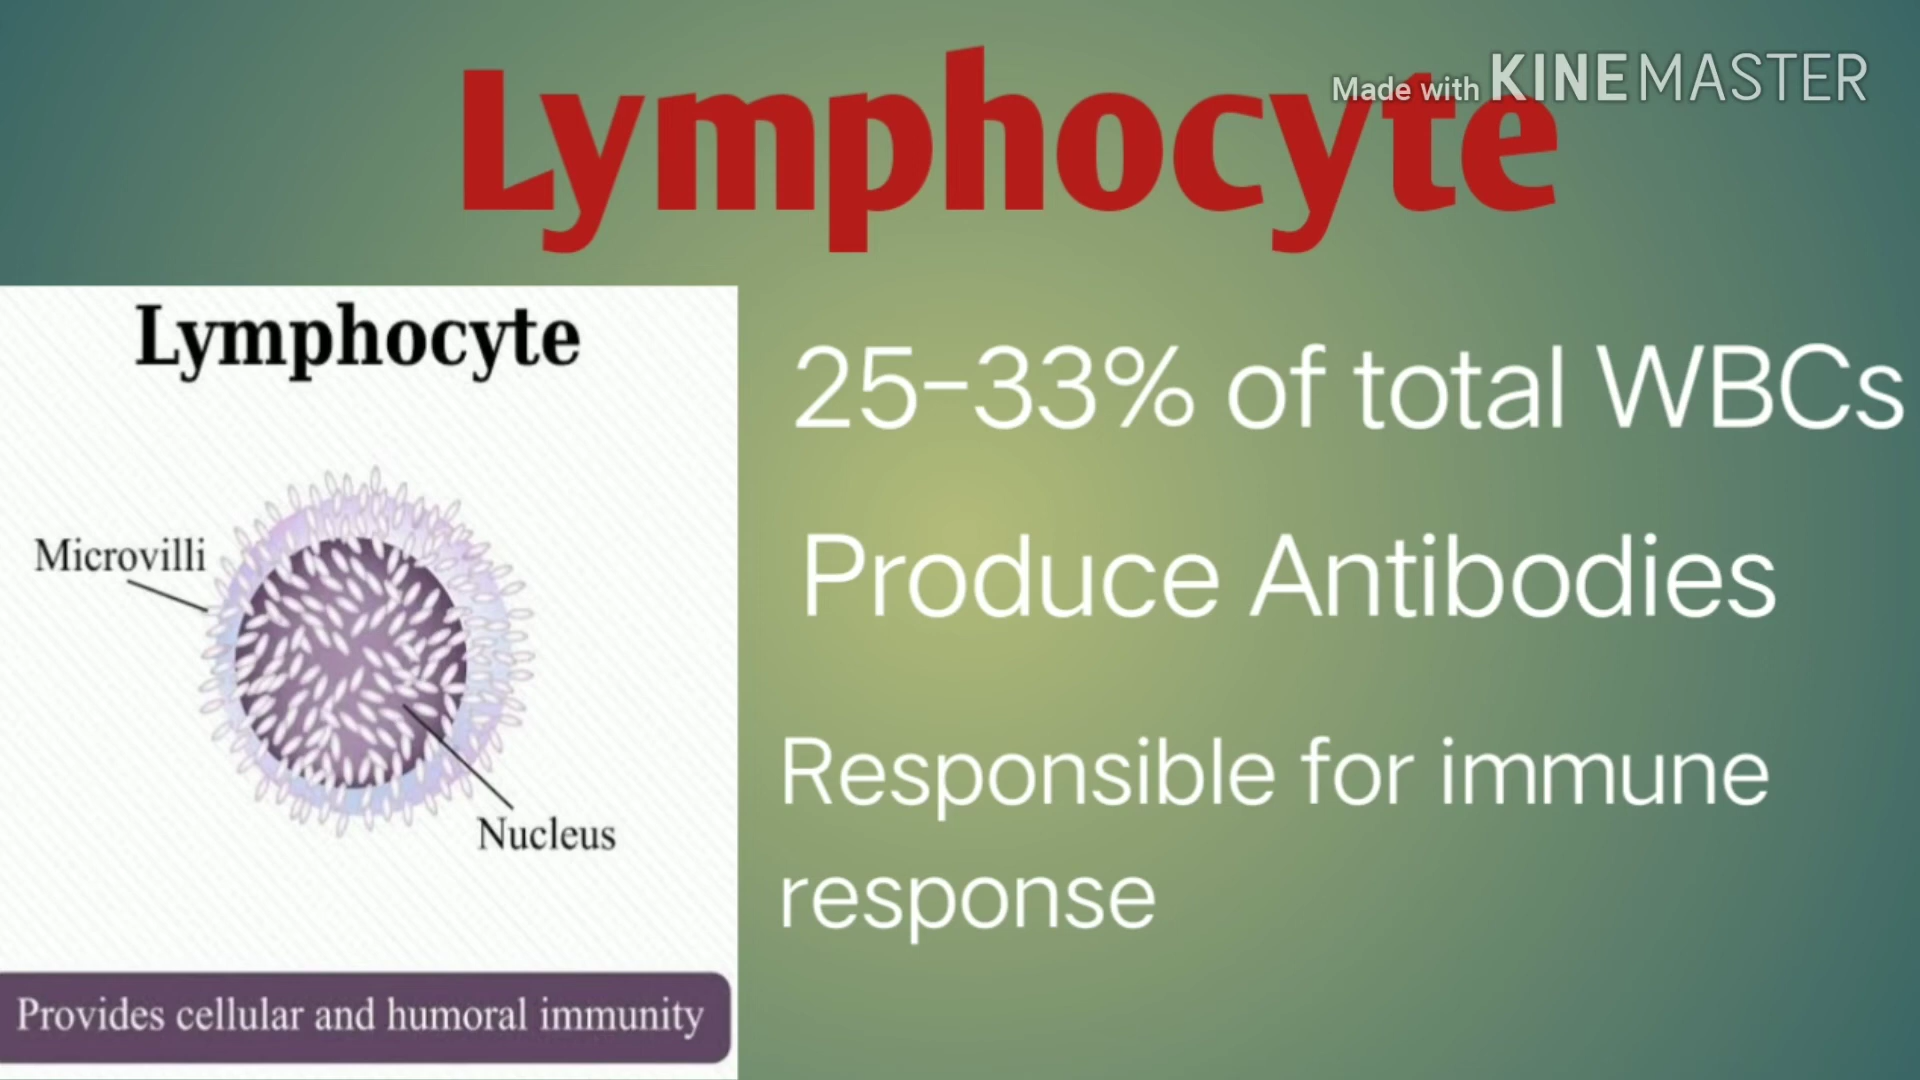 Lymphocyte
Made with KINEMASTER
Lymphocyte
Microvilli
Nucleus
Provides cellular and humoral immunity
25-33% of total WBCs
Produce Antibodies
Responsible for immune
response